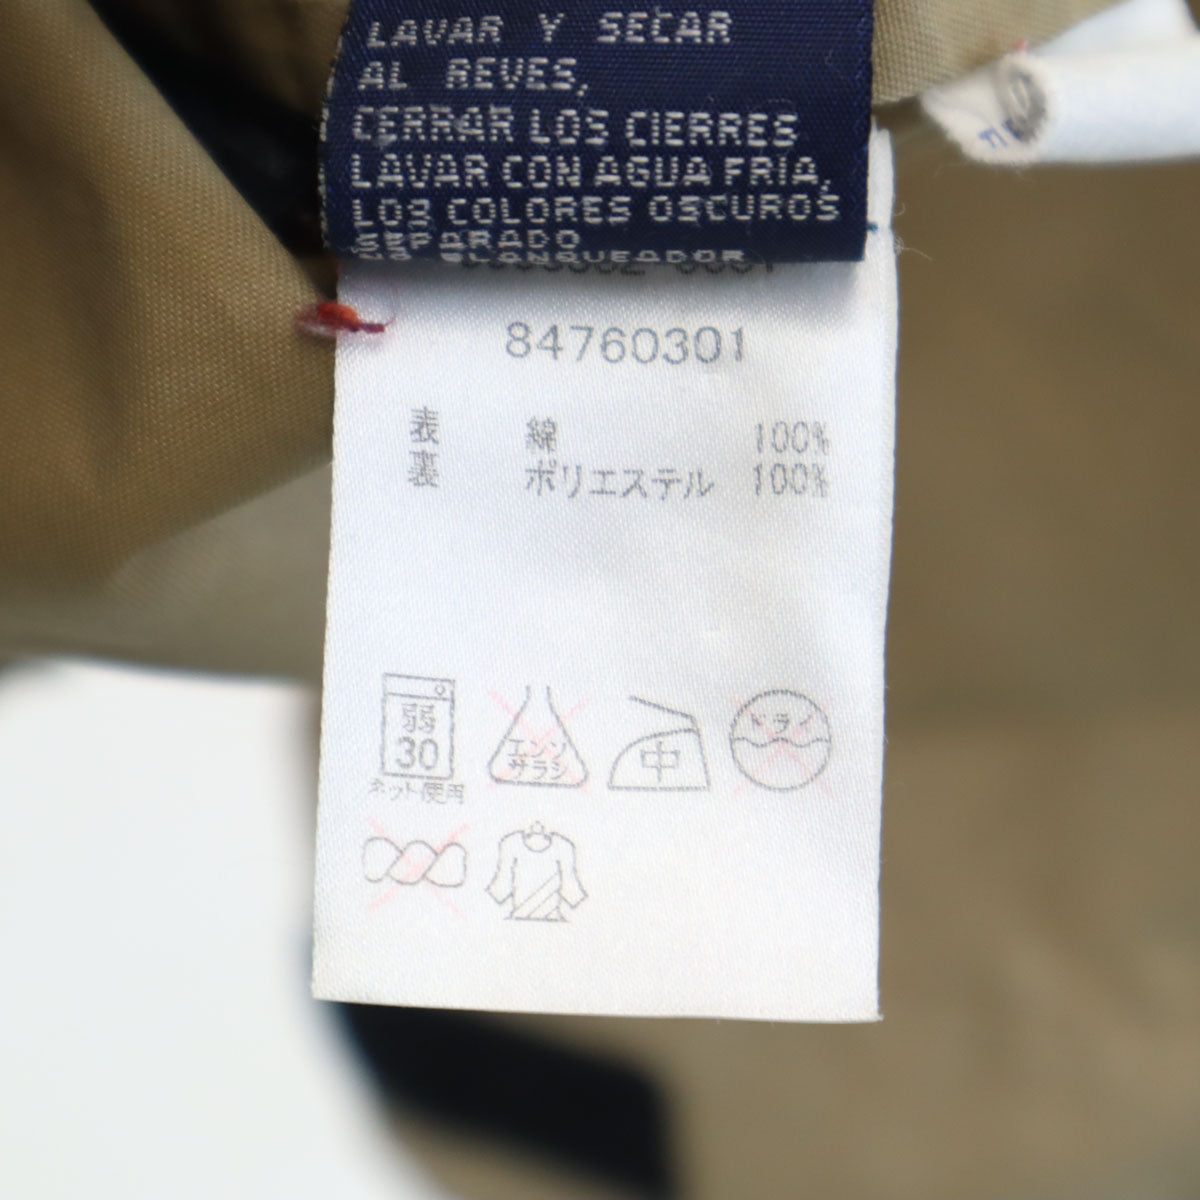 LAVAR Y SECAR
AL REVES,
CERRAR LOS CIERRES
LAVAR CON AGUA FRIA,
LOS COLORES OSCUROS
SEPARADO
BLANQUEADOR
84760301
表 綿 100%
裏 ポリエステル 100%
弱
30
ネット使用
エンソ
サラシ
中
ドライ